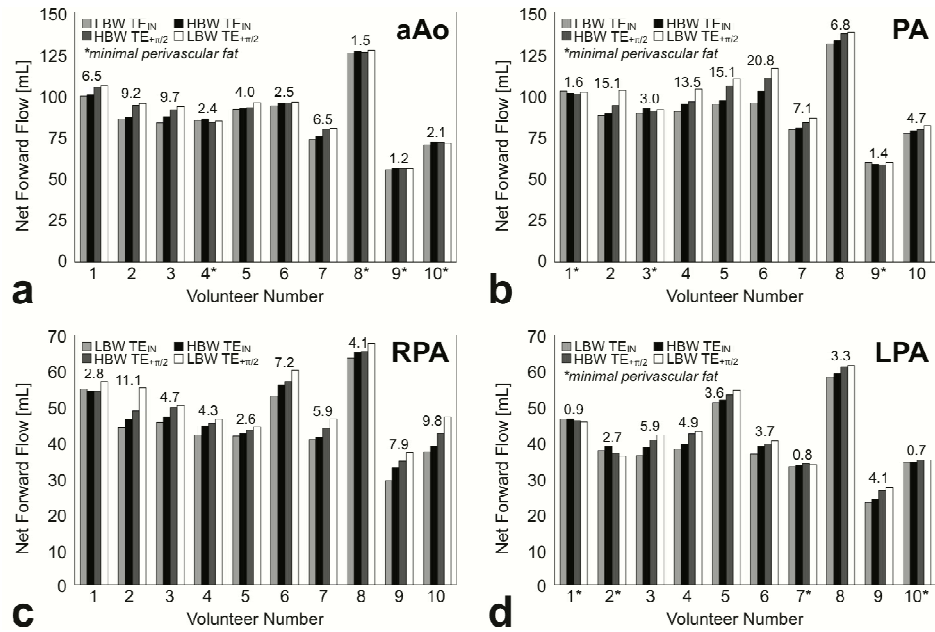 LBW TE_IN HBW TE_IN aAo
HBW TE_+π/2 LBW TE_+π/2
*minimal perivascular fat
Net Forward Flow [mL]
150
125
100
75
50
25
0
6.5 9.2 9.7 2.4 4.0 2.5 6.5 1.5 1.2 2.1
1 2 3 4* 5 6 7 8* 9* 10*
Volunteer Number
a
LBW TE_IN HBW TE_IN PA
HBW TE_+π/2 LBW TE_+π/2
*minimal perivascular fat
Net Forward Flow [mL]
150
125
100
75
50
25
0
1.6 15.1 3.0 13.5 15.1 20.8 7.1 6.8 1.4 4.7
1* 2 3* 4 5 6 7 8 9* 10
Volunteer Number
b
LBW TE_IN HBW TE_IN RPA
HBW TE_+π/2 LBW TE_+π/2
Net Forward Flow [mL]
70
60
50
40
30
20
10
0
2.8 11.1 4.7 4.3 2.6 7.2 5.9 4.1 7.9 9.8
1 2 3 4 5 6 7 8 9 10
Volunteer Number
c
LBW TE_IN HBW TE_IN LPA
HBW TE_+π/2 LBW TE_+π/2
*minimal perivascular fat
Net Forward Flow [mL]
70
60
50
40
30
20
10
0
0.9 2.7 5.9 4.9 3.6 3.7 0.8 3.3 4.1 0.7
1* 2* 3 4 5 6 7* 8 9 10*
Volunteer Number
d